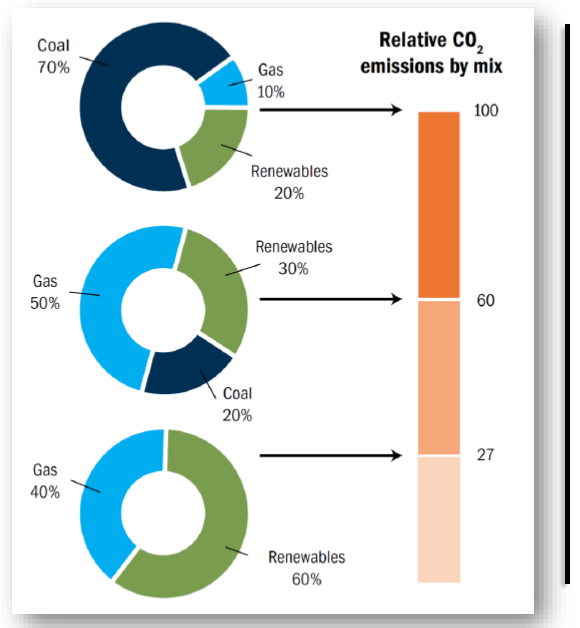 Relative CO₂
emissions by mix
Coal
70%
Gas
10%
Renewables
20%
100
Gas
50%
Renewables
30%
Coal
20%
60
Gas
40%
Renewables
60%
27